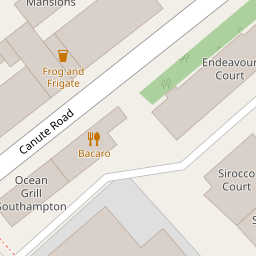 Mansions
Frog and
Frigate
Endeavour
Court
Canute Road
Bacaro
Ocean
Grill
Southampton
Sirocco
Court
S